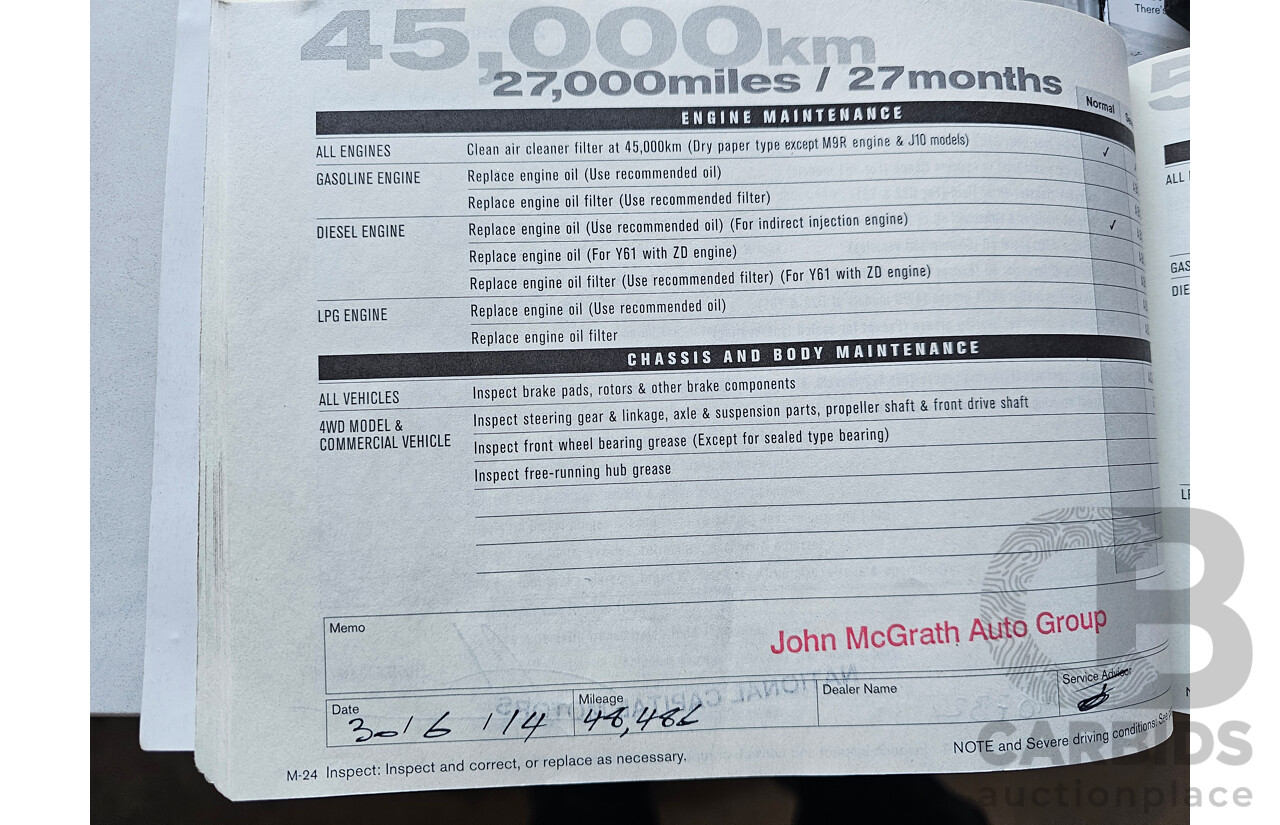 There's
45,000km
27,000miles / 27months
ENGINE MAINTENANCE
Normal
ALL ENGINES Clean air cleaner filter at 45,000km (Dry paper type except M9R engine & J10 models) ✓
GASOLINE ENGINE Replace engine oil (Use recommended oil)
Replace engine oil filter (Use recommended filter)
DIESEL ENGINE Replace engine oil (Use recommended oil) (For indirect injection engine) ✓
Replace engine oil (For Y61 with ZD engine)
Replace engine oil filter (Use recommended filter) (For Y61 with ZD engine)
LPG ENGINE Replace engine oil (Use recommended oil)
Replace engine oil filter
CHASSIS AND BODY MAINTENANCE
ALL VEHICLES Inspect brake pads, rotors & other brake components
4WD MODEL & Inspect steering gear & linkage, axle & suspension parts, propeller shaft & front drive shaft
COMMERCIAL VEHICLE Inspect front wheel bearing grease (Except for sealed type bearing)
Inspect free-running hub grease
Memo
John McGrath Auto Group
Date 30/6/14 Mileage 48,486 Dealer Name Service Advisor
M-24 Inspect: Inspect and correct, or replace as necessary. NOTE and Severe driving conditions:
ALL
GAS
DIE
CB
CARBIDS
auctionplace